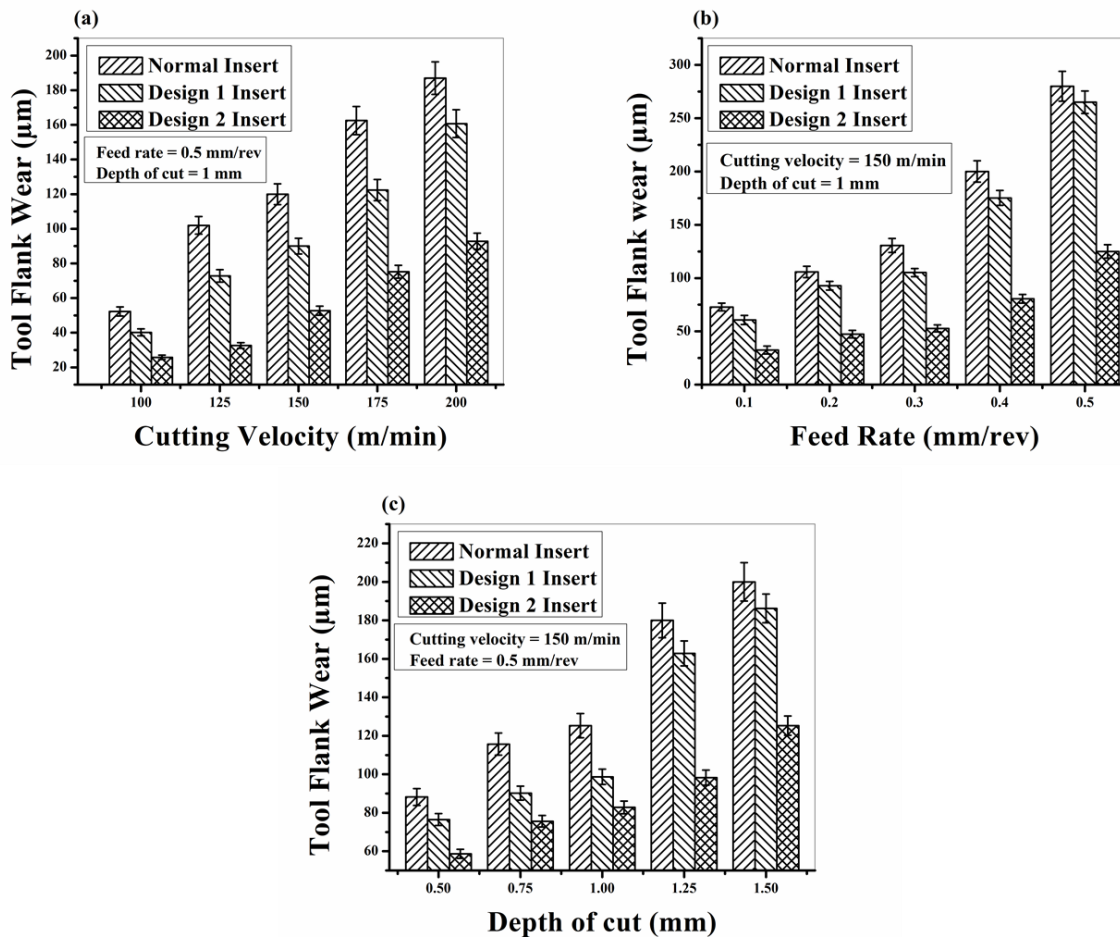 (a)
Tool Flank Wear (µm)
200
180
160
140
120
100
80
60
40
20
Normal Insert
Design 1 Insert
Design 2 Insert
Feed rate = 0.5 mm/rev
Depth of cut = 1 mm
100 125 150 175 200
Cutting Velocity (m/min)
(b)
Tool Flank wear (µm)
300
250
200
150
100
50
0
Normal Insert
Design 1 Insert
Design 2 Insert
Cutting velocity = 150 m/min
Depth of cut = 1 mm
0.1 0.2 0.3 0.4 0.5
Feed Rate (mm/rev)
(c)
Tool Flank Wear (µm)
220
200
180
160
140
120
100
80
60
Normal Insert
Design 1 Insert
Design 2 Insert
Cutting velocity = 150 m/min
Feed rate = 0.5 mm/rev
0.50 0.75 1.00 1.25 1.50
Depth of cut (mm)